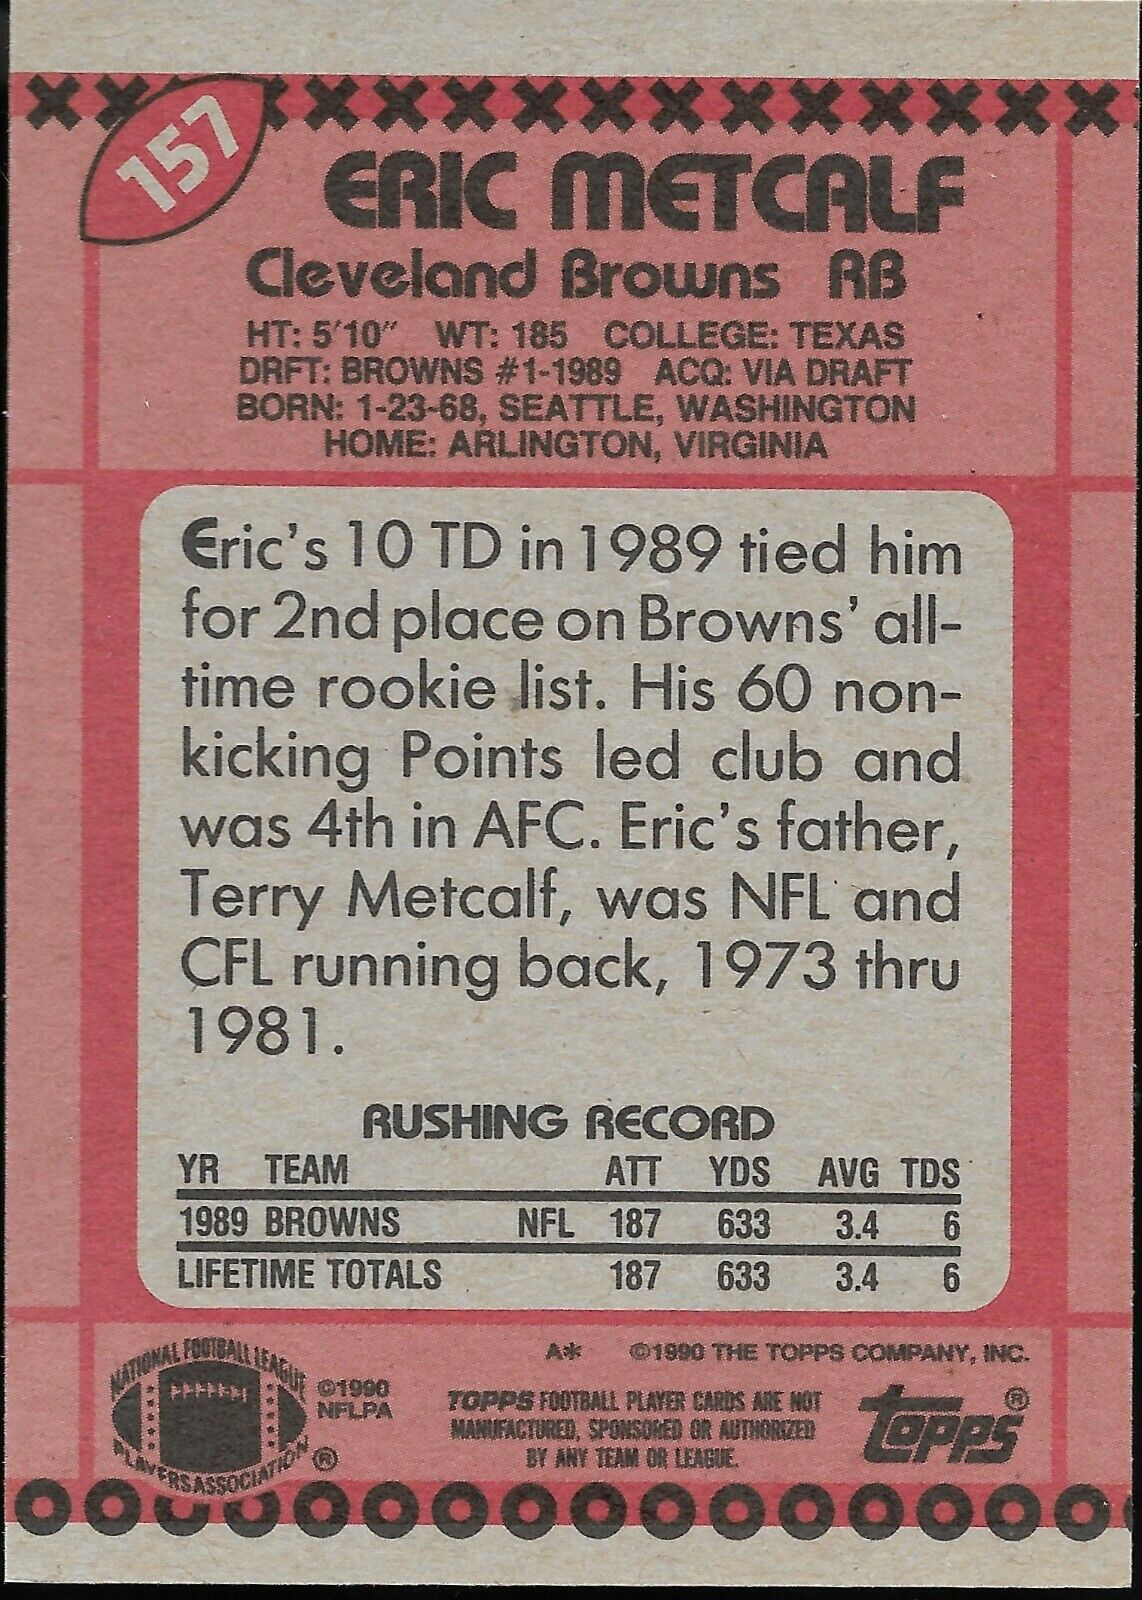 157
ERIC METCALF
Cleveland Browns RB
HT: 5'10" WT: 185 COLLEGE: TEXAS
DRFT: BROWNS #1-1989 ACQ: VIA DRAFT
BORN: 1-23-68, SEATTLE, WASHINGTON
HOME: ARLINGTON, VIRGINIA
Eric's 10 TD in 1989 tied him
for 2nd place on Browns' all-
time rookie list. His 60 non-
kicking Points led club and
was 4th in AFC. Eric's father,
Terry Metcalf, was NFL and
CFL running back, 1973 thru
1981.
RUSHING RECORD
YR TEAM ATT YDS AVG TDS
1989 BROWNS NFL 187 633 3.4 6
LIFETIME TOTALS 187 633 3.4 6
NATIONAL FOOTBALL LEAGUE
PLAYERS ASSOCIATION ®
©1990
NFLPA
A* ©1990 THE TOPPS COMPANY, INC.
TOPPS FOOTBALL PLAYER CARDS ARE NOT
MANUFACTURED, SPONSORED OR AUTHORIZED
BY ANY TEAM OR LEAGUE.
topps®